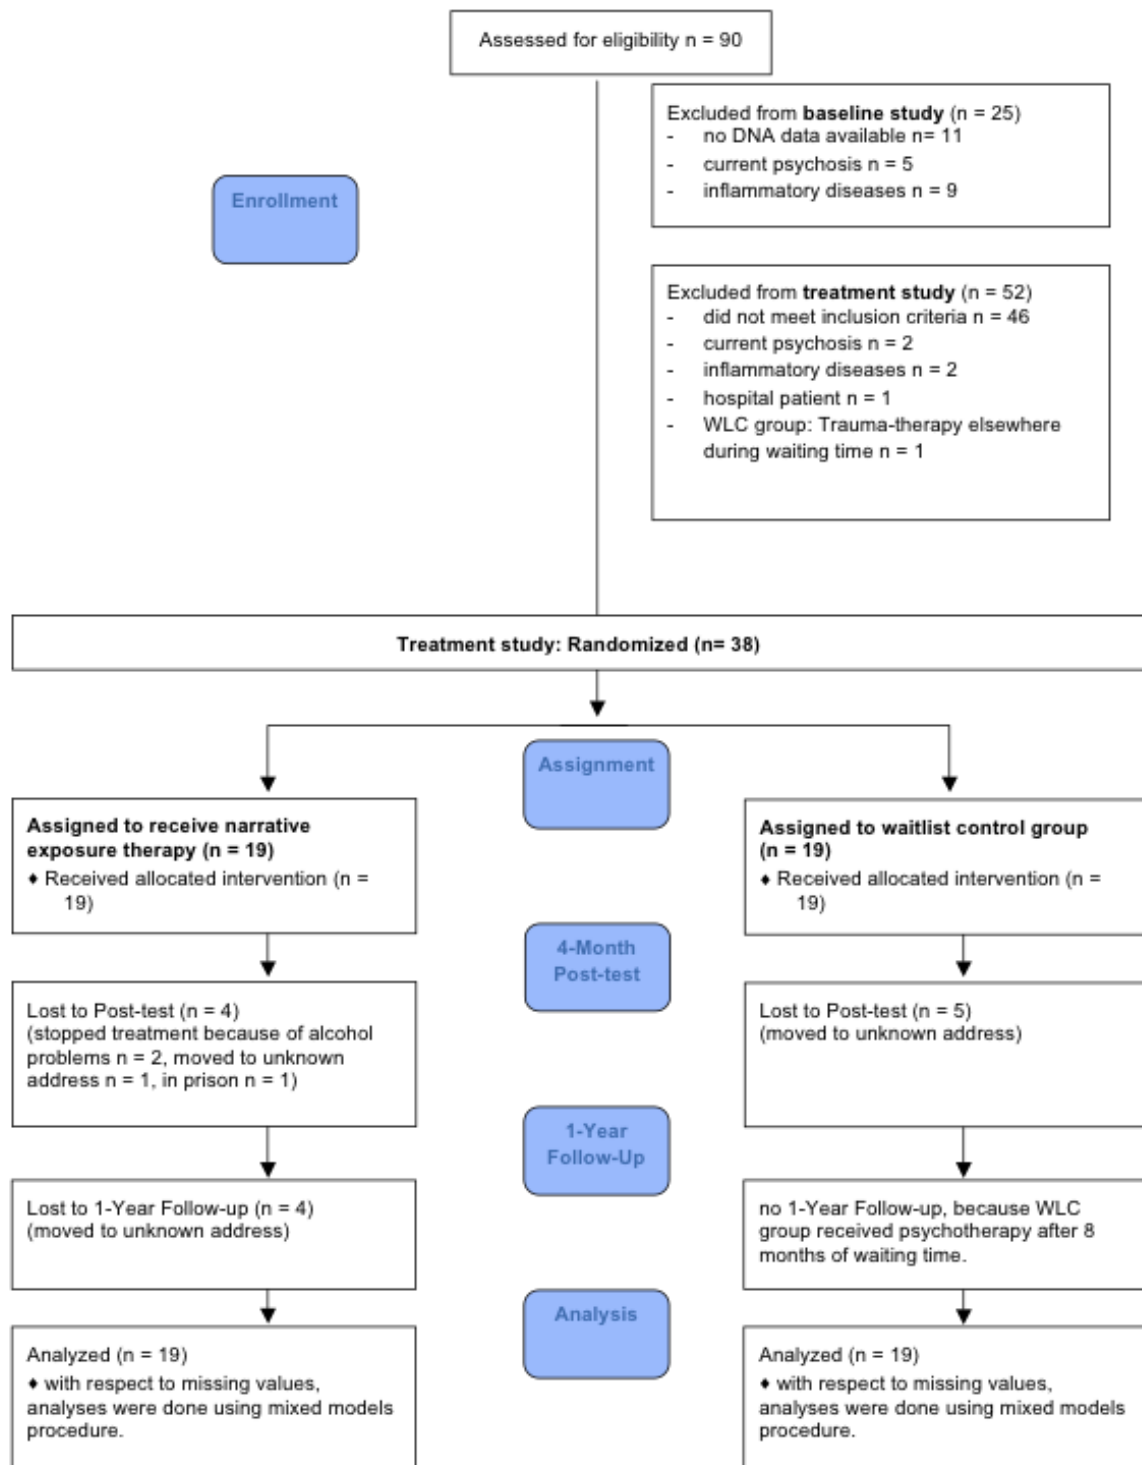 Assessed for eligibility n = 90
Excluded from baseline study (n = 25)
- no DNA data available n= 11
- current psychosis n = 5
- inflammatory diseases n = 9
Enrollment
Excluded from treatment study (n = 52)
- did not meet inclusion criteria n = 46
- current psychosis n = 2
- inflammatory diseases n = 2
- hospital patient n = 1
- WLC group: Trauma-therapy elsewhere
during waiting time n = 1
Treatment study: Randomized (n= 38)
Assignment
Assigned to receive narrative
exposure therapy (n = 19)
♦ Received allocated intervention (n =
19)
Assigned to waitlist control group
(n = 19)
♦ Received allocated intervention (n =
19)
4-Month
Post-test
Lost to Post-test (n = 4)
(stopped treatment because of alcohol
problems n = 2, moved to unknown
address n = 1, in prison n = 1)
Lost to Post-test (n = 5)
(moved to unknown address)
1-Year
Follow-Up
Lost to 1-Year Follow-up (n = 4)
(moved to unknown address)
no 1-Year Follow-up, because WLC
group received psychotherapy after 8
months of waiting time.
Analysis
Analyzed (n = 19)
♦ with respect to missing values,
analyses were done using mixed models
procedure.
Analyzed (n = 19)
♦ with respect to missing values,
analyses were done using mixed models
procedure.